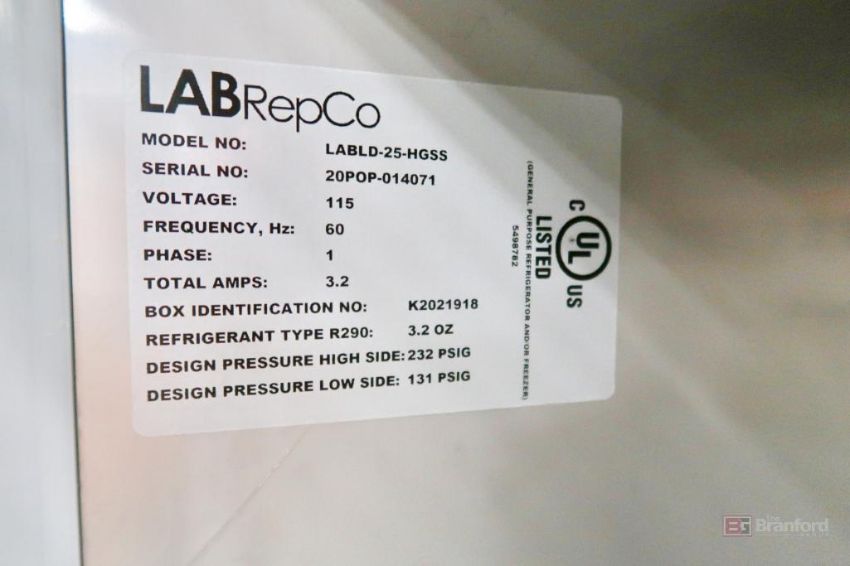 LABRepCo
MODEL NO: LABLD-25-HGSS
SERIAL NO: 20POP-014071
VOLTAGE: 115
FREQUENCY, Hz: 60
PHASE: 1
TOTAL AMPS: 3.2
BOX IDENTIFICATION NO: K2021918
REFRIGERANT TYPE R290: 3.2 OZ
DESIGN PRESSURE HIGH SIDE: 232 PSIG
DESIGN PRESSURE LOW SIDE: 131 PSIG
C UL US
LISTED
(GENERAL PURPOSE REFRIGERATOR AND/OR FREEZER)
5498782
BG The Branford